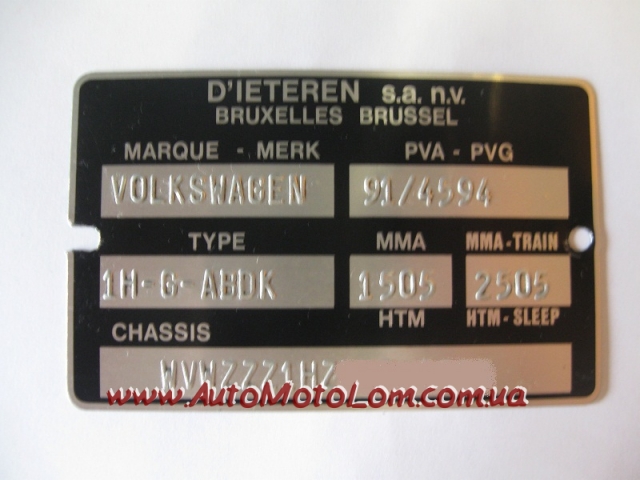 D'IETEREN s.a. n.v.
BRUXELLES BRUSSEL
MARQUE - MERK PVA - PVG
VOLKSWAGEN 91/4594
TYPE MMA MMA-TRAIN
1H-G-ABDK 1505 2505
HTM HTM-SLEEP
CHASSIS
WVWZZZ1HZ
www.AutoMotoLom.com.ua